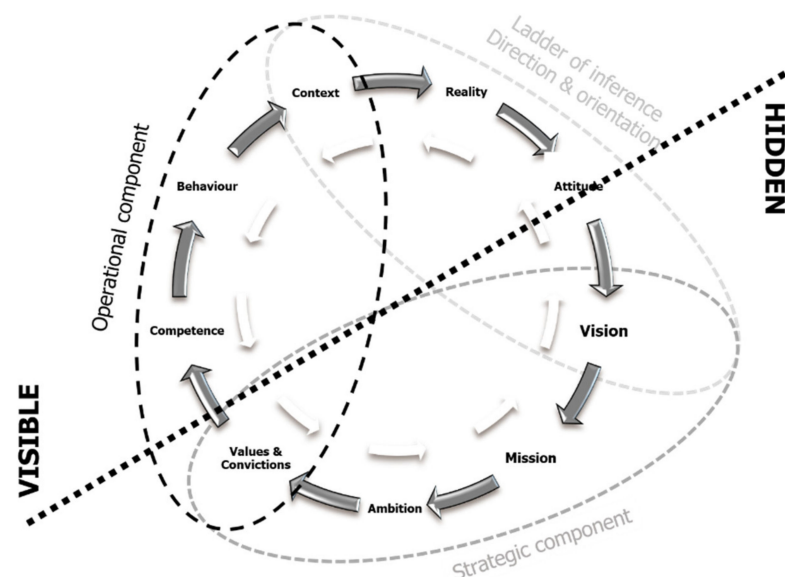 Ladder of inference
Direction & orientation
HIDDEN
Context
Reality
Attitude
Behaviour
Operational component
Competence
Vision
VISIBLE
Values &
Convictions
Mission
Ambition
Strategic component